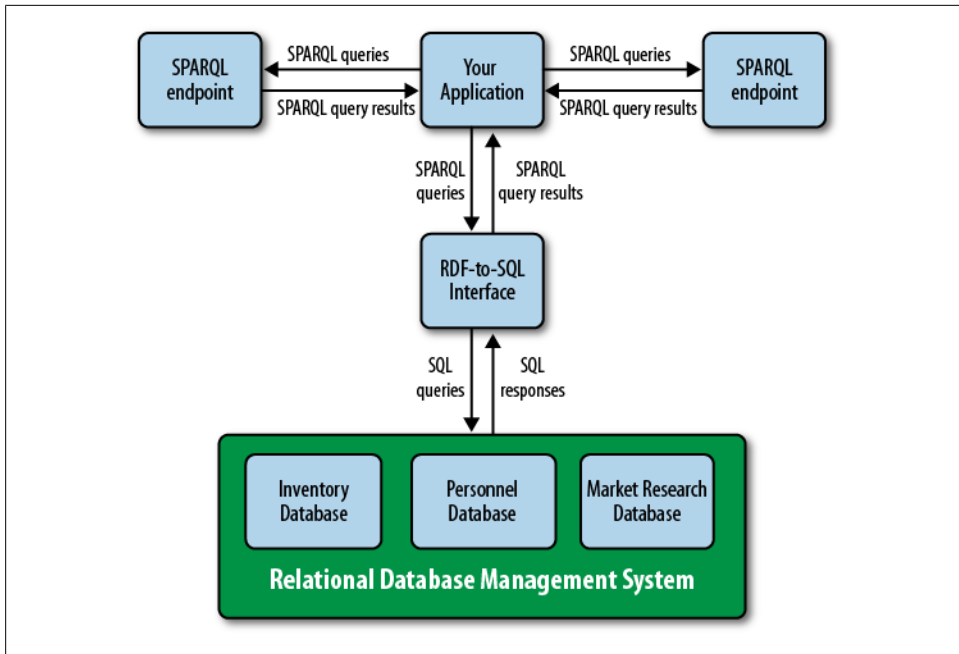 SPARQL
endpoint
SPARQL queries
SPARQL query results
Your
Application
SPARQL queries
SPARQL query results
SPARQL
endpoint
SPARQL
queries
SPARQL
query results
RDF-to-SQL
Interface
SQL
queries
SQL
responses
Inventory
Database
Personnel
Database
Market Research
Database
Relational Database Management System